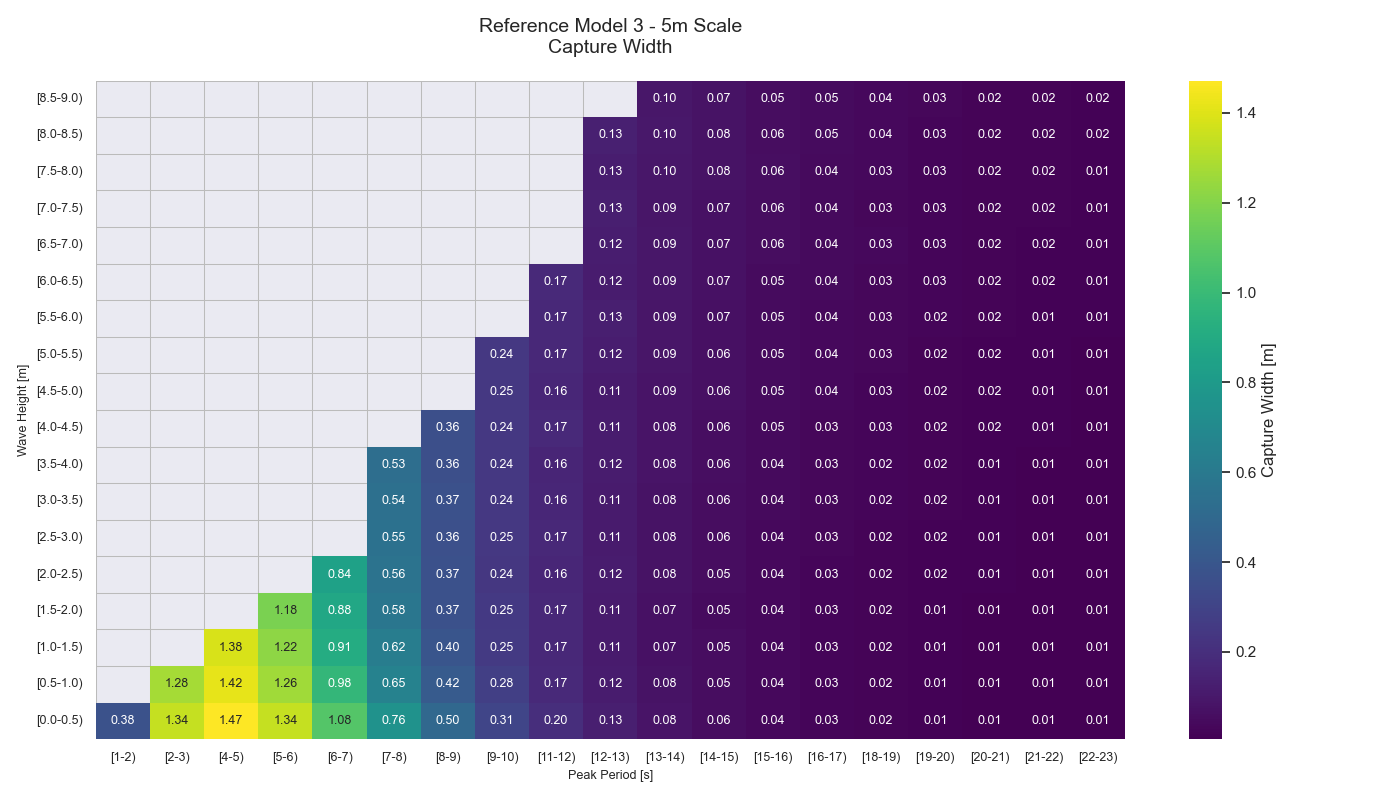 Reference Model 3 - 5m Scale
Capture Width
[8.5-9.0) 0.10 0.07 0.05 0.05 0.04 0.03 0.02 0.02 0.02
[8.0-8.5) 0.13 0.10 0.08 0.06 0.05 0.04 0.03 0.02 0.02 0.02
[7.5-8.0) 0.13 0.10 0.08 0.06 0.04 0.03 0.03 0.02 0.02 0.01
[7.0-7.5) 0.13 0.09 0.07 0.06 0.04 0.03 0.03 0.02 0.02 0.01
[6.5-7.0) 0.12 0.09 0.07 0.06 0.04 0.03 0.03 0.02 0.02 0.01
[6.0-6.5) 0.17 0.12 0.09 0.07 0.05 0.04 0.03 0.03 0.02 0.02 0.01
[5.5-6.0) 0.17 0.13 0.09 0.07 0.05 0.04 0.03 0.02 0.02 0.01 0.01
[5.0-5.5) 0.24 0.17 0.12 0.09 0.06 0.05 0.04 0.03 0.02 0.02 0.01 0.01
[4.5-5.0) 0.25 0.16 0.11 0.09 0.06 0.05 0.04 0.03 0.02 0.02 0.01 0.01
[4.0-4.5) 0.36 0.24 0.17 0.11 0.08 0.06 0.05 0.03 0.03 0.02 0.02 0.01 0.01
[3.5-4.0) 0.53 0.36 0.24 0.16 0.12 0.08 0.06 0.04 0.03 0.02 0.02 0.01 0.01 0.01
[3.0-3.5) 0.54 0.37 0.24 0.16 0.11 0.08 0.06 0.04 0.03 0.02 0.02 0.01 0.01 0.01
[2.5-3.0) 0.55 0.36 0.25 0.17 0.11 0.08 0.06 0.04 0.03 0.02 0.02 0.01 0.01 0.01
[2.0-2.5) 0.84 0.56 0.37 0.24 0.16 0.12 0.08 0.05 0.04 0.03 0.02 0.02 0.01 0.01 0.01
[1.5-2.0) 1.18 0.88 0.58 0.37 0.25 0.17 0.11 0.07 0.05 0.04 0.03 0.02 0.01 0.01 0.01 0.01
[1.0-1.5) 1.38 1.22 0.91 0.62 0.40 0.25 0.17 0.11 0.07 0.05 0.04 0.03 0.02 0.01 0.01 0.01 0.01
[0.5-1.0) 1.28 1.42 1.26 0.98 0.65 0.42 0.28 0.17 0.12 0.08 0.05 0.04 0.03 0.02 0.01 0.01 0.01 0.01
[0.0-0.5) 0.38 1.34 1.47 1.34 1.08 0.76 0.50 0.31 0.20 0.13 0.08 0.06 0.04 0.03 0.02 0.01 0.01 0.01 0.01
[1-2) [2-3) [4-5) [5-6) [6-7) [7-8) [8-9) [9-10) [11-12) [12-13) [13-14) [14-15) [15-16) [16-17) [18-19) [19-20) [20-21) [21-22) [22-23)
Peak Period [s]
Wave Height [m]
1.4
1.2
1.0
0.8
0.6
0.4
0.2
Capture Width [m]